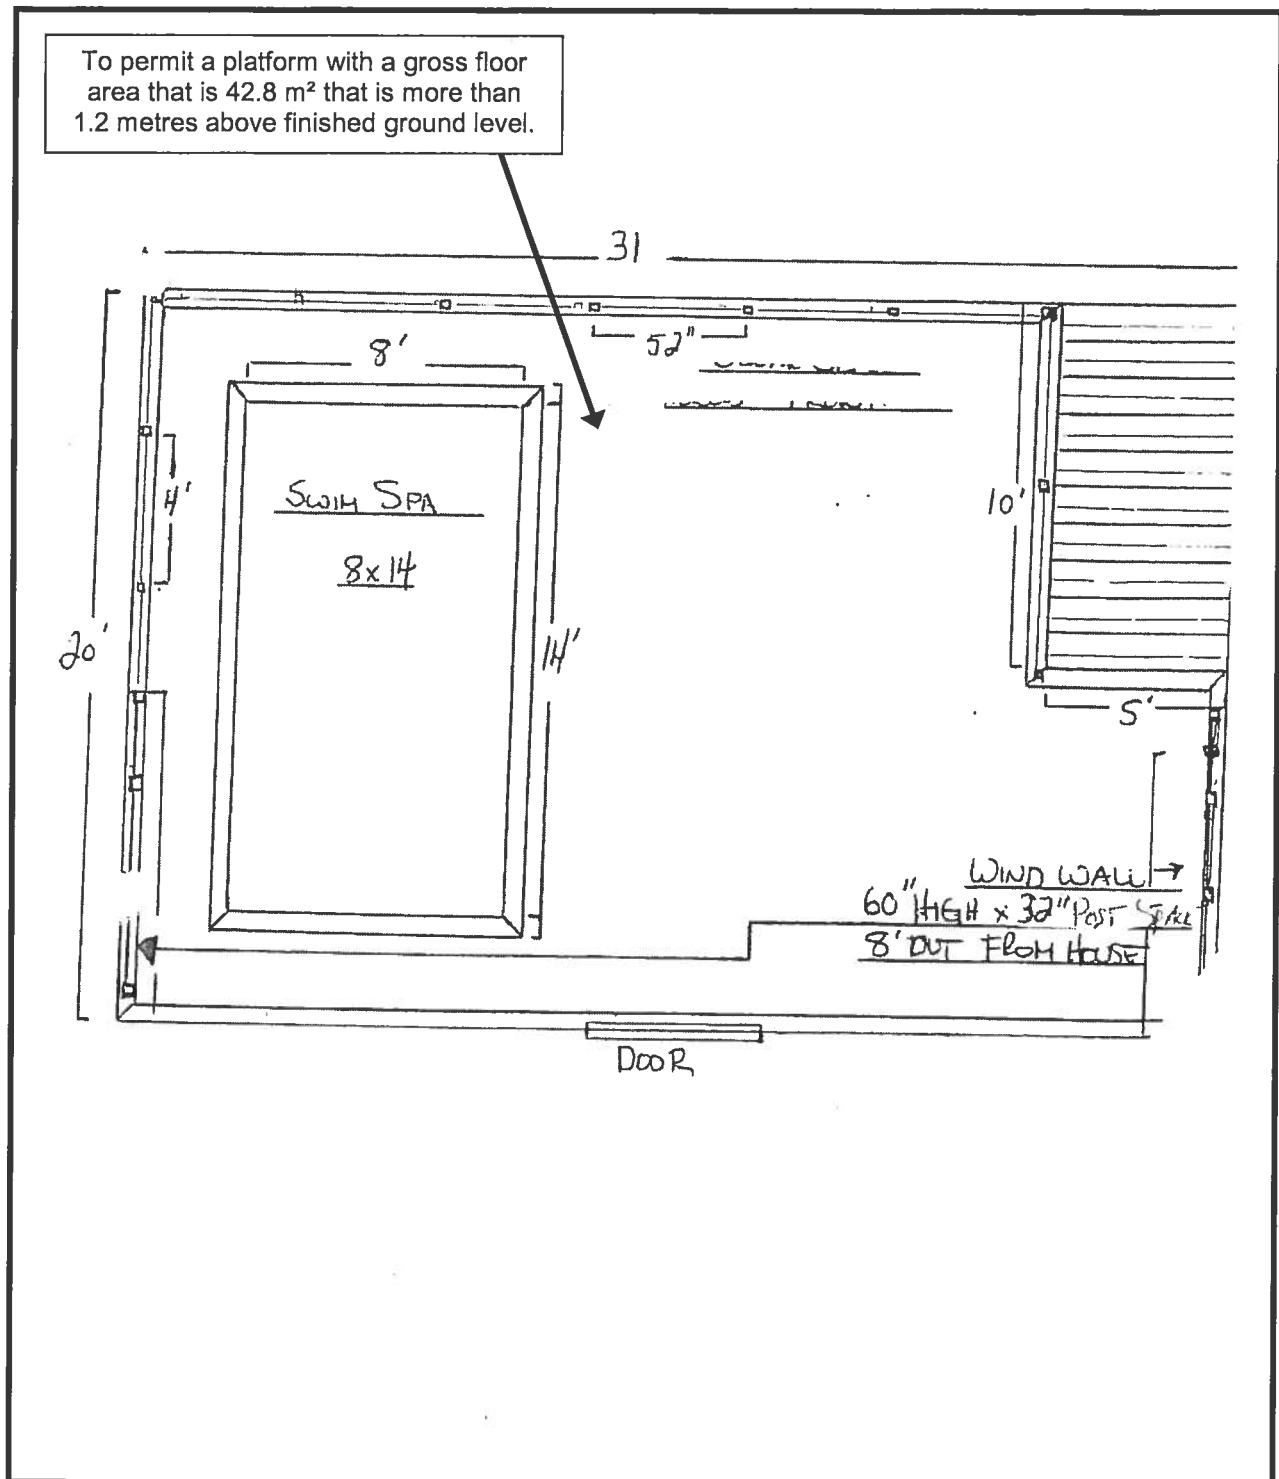 To permit a platform with a gross floor
area that is 42.8 m² that is more than
1.2 metres above finished ground level.
31
52"
8'
4'
SWIM SPA
8x14
10'
20'
14'
5'
WIND WALL
60" HIGH x 32" POST
8' OUT FROM HOUSE
DOOR